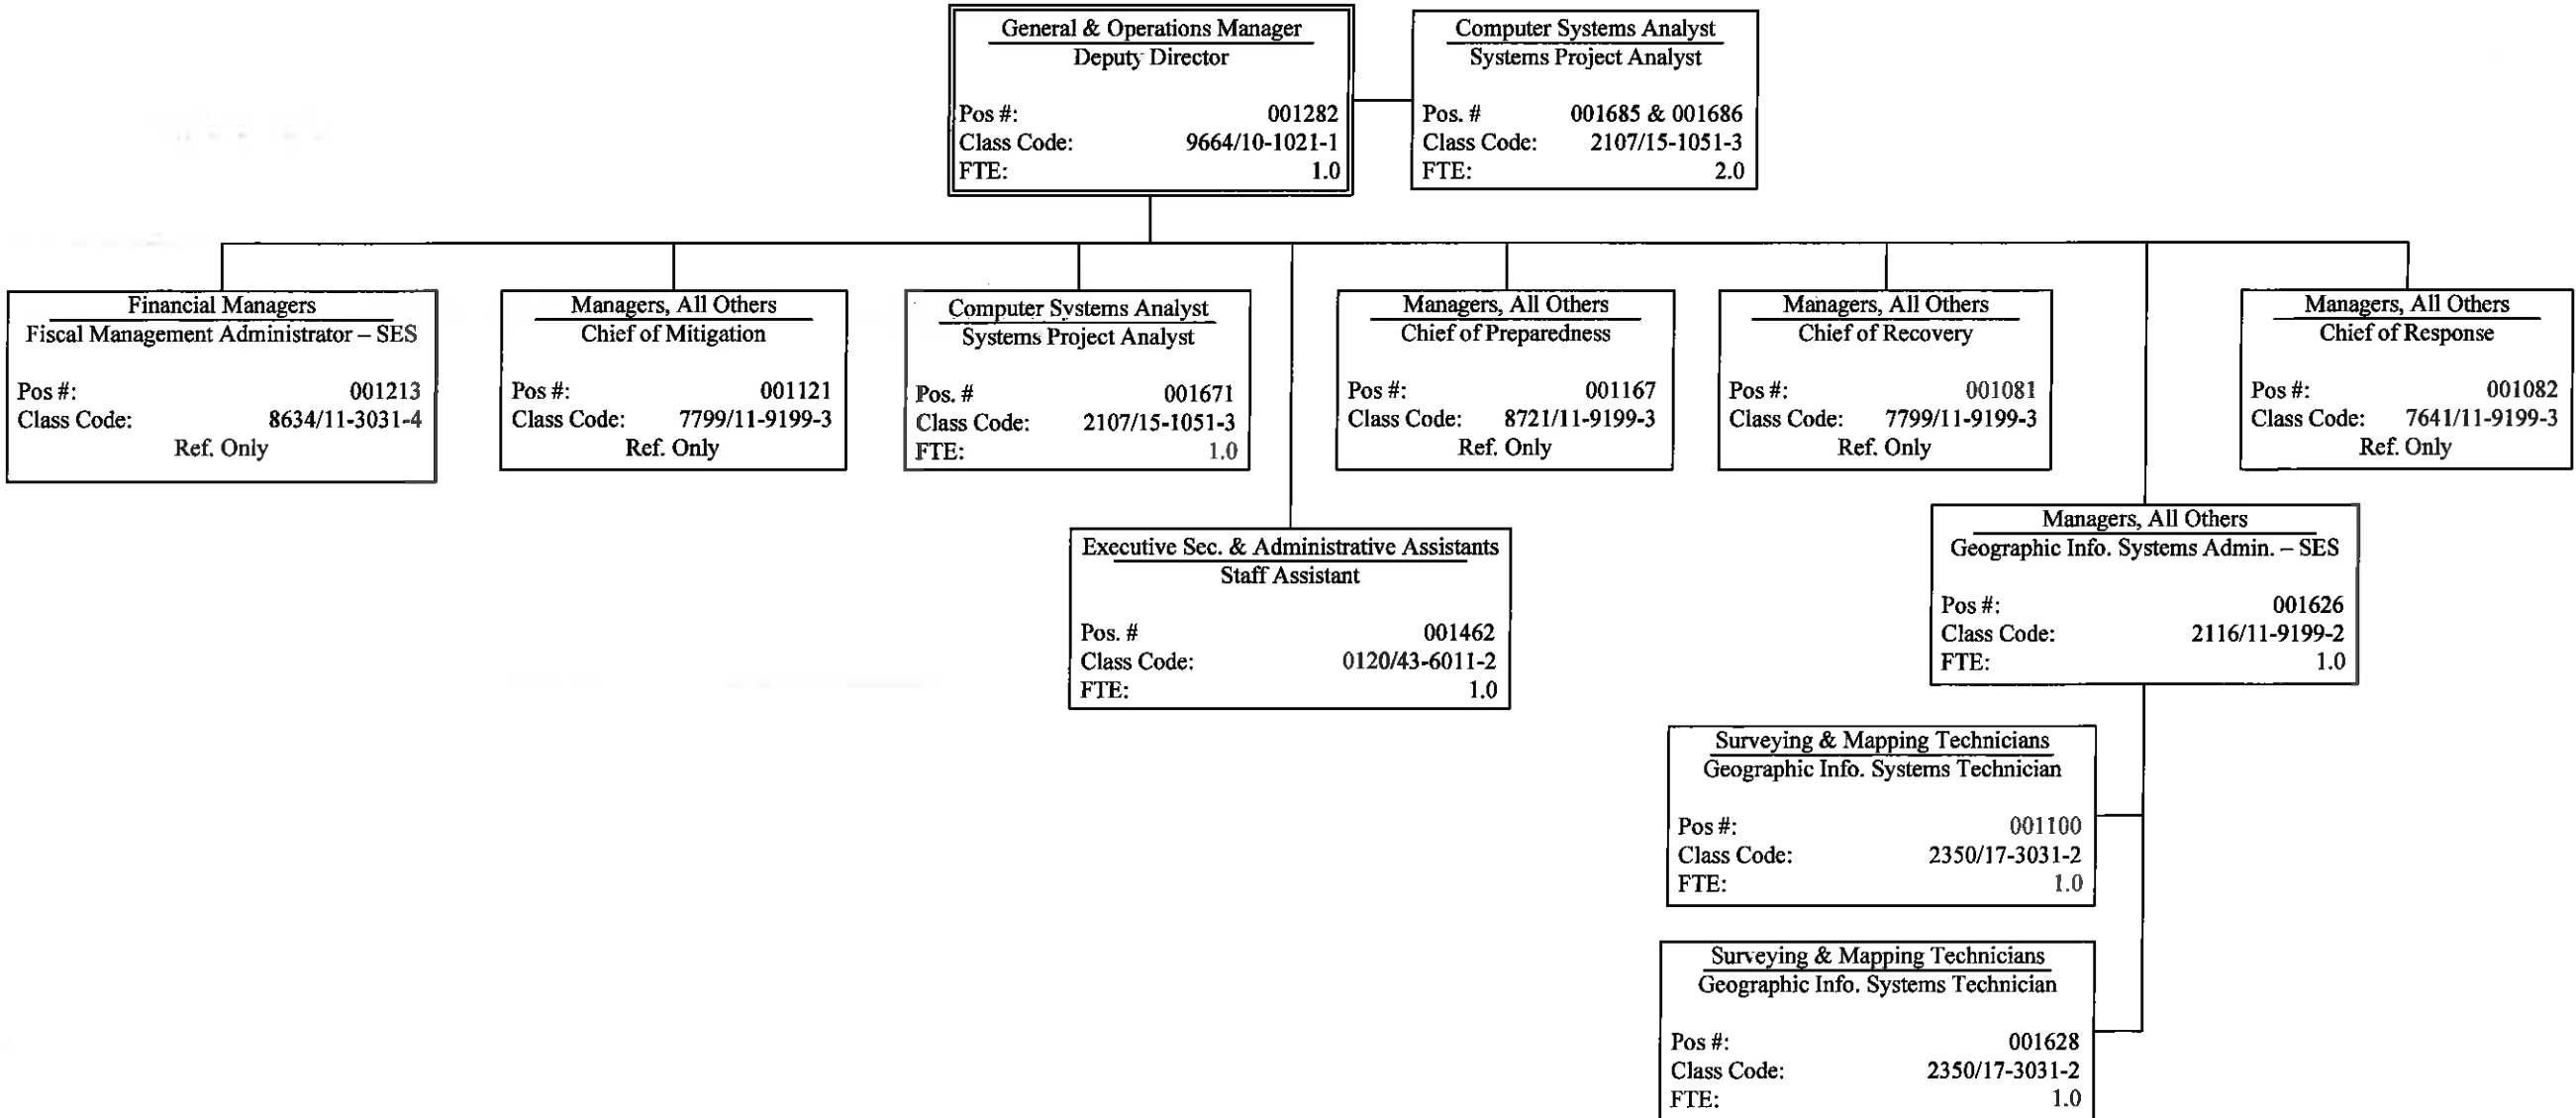 General & Operations Manager
Deputy Director
Pos #: 001282
Class Code: 9664/10-1021-1
FTE: 1.0
Computer Systems Analyst
Systems Project Analyst
Pos. # 001685 & 001686
Class Code: 2107/15-1051-3
FTE: 2.0
Financial Managers
Fiscal Management Administrator – SES
Pos #: 001213
Class Code: 8634/11-3031-4
Ref. Only
Managers, All Others
Chief of Mitigation
Pos #: 001121
Class Code: 7799/11-9199-3
Ref. Only
Computer Systems Analyst
Systems Project Analyst
Pos. # 001671
Class Code: 2107/15-1051-3
FTE: 1.0
Managers, All Others
Chief of Preparedness
Pos #: 001167
Class Code: 8721/11-9199-3
Ref. Only
Managers, All Others
Chief of Recovery
Pos #: 001081
Class Code: 7799/11-9199-3
Ref. Only
Managers, All Others
Chief of Response
Pos #: 001082
Class Code: 7641/11-9199-3
Ref. Only
Executive Sec. & Administrative Assistants
Staff Assistant
Pos. # 001462
Class Code: 0120/43-6011-2
FTE: 1.0
Managers, All Others
Geographic Info. Systems Admin. – SES
Pos #: 001626
Class Code: 2116/11-9199-2
FTE: 1.0
Surveying & Mapping Technicians
Geographic Info. Systems Technician
Pos #: 001100
Class Code: 2350/17-3031-2
FTE: 1.0
Surveying & Mapping Technicians
Geographic Info. Systems Technician
Pos #: 001628
Class Code: 2350/17-3031-2
FTE: 1.0